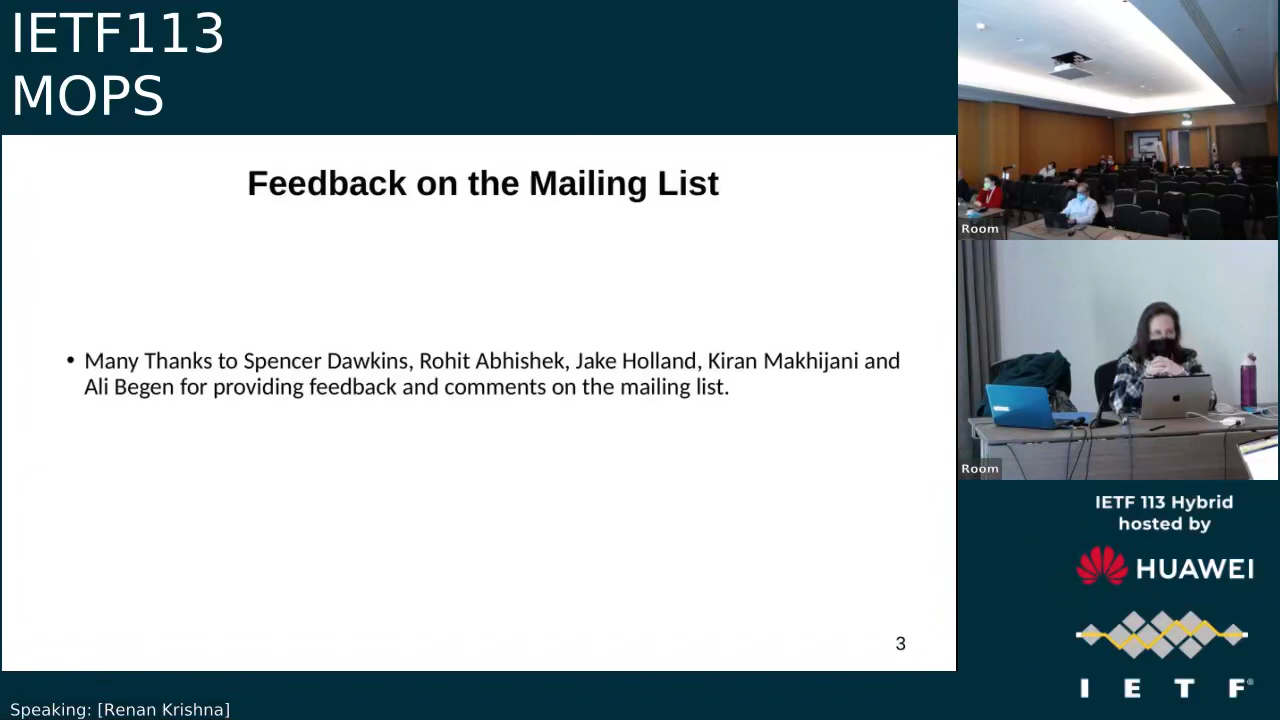 IETF113
MOPS
Feedback on the Mailing List
• Many Thanks to Spencer Dawkins, Rohit Abhishek, Jake Holland, Kiran Makhijani and
Ali Begen for providing feedback and comments on the mailing list.
3
Room
Room
IETF 113 Hybrid
hosted by
HUAWEI
I E T F®
Speaking: [Renan Krishna]